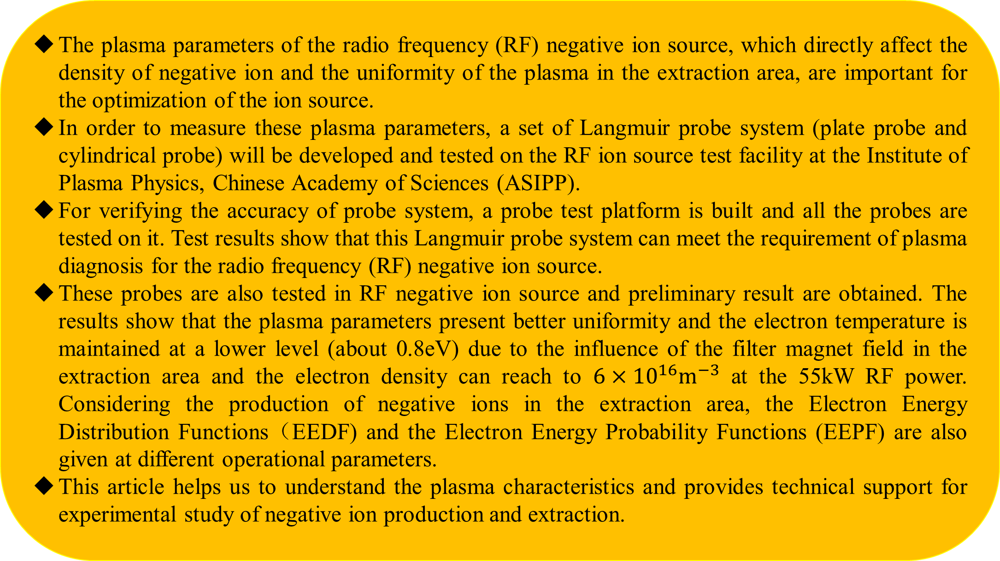 ◆ The plasma parameters of the radio frequency (RF) negative ion source, which directly affect the
density of negative ion and the uniformity of the plasma in the extraction area, are important for
the optimization of the ion source.
◆ In order to measure these plasma parameters, a set of Langmuir probe system (plate probe and
cylindrical probe) will be developed and tested on the RF ion source test facility at the Institute of
Plasma Physics, Chinese Academy of Sciences (ASIPP).
◆ For verifying the accuracy of probe system, a probe test platform is built and all the probes are
tested on it. Test results show that this Langmuir probe system can meet the requirement of plasma
diagnosis for the radio frequency (RF) negative ion source.
◆ These probes are also tested in RF negative ion source and preliminary result are obtained. The
results show that the plasma parameters present better uniformity and the electron temperature is
maintained at a lower level (about 0.8eV) due to the influence of the filter magnet field in the
extraction area and the electron density can reach to 6 × 10¹⁶m⁻³ at the 55kW RF power.
Considering the production of negative ions in the extraction area, the Electron Energy
Distribution Functions（EEDF) and the Electron Energy Probability Functions (EEPF) are also
given at different operational parameters.
◆ This article helps us to understand the plasma characteristics and provides technical support for
experimental study of negative ion production and extraction.